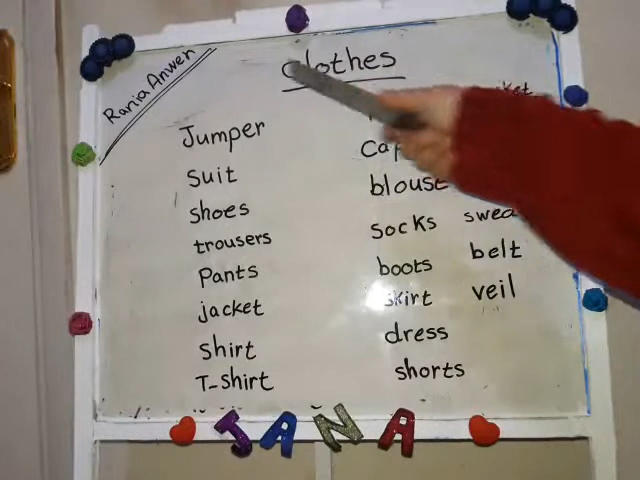 Rania Anwer
Clothes
Jumper
suit
shoes
trousers
Pants
jacket
shirt
T-shirt
blouse
socks
boots
skirt
dress
shorts
belt
veil
JANA